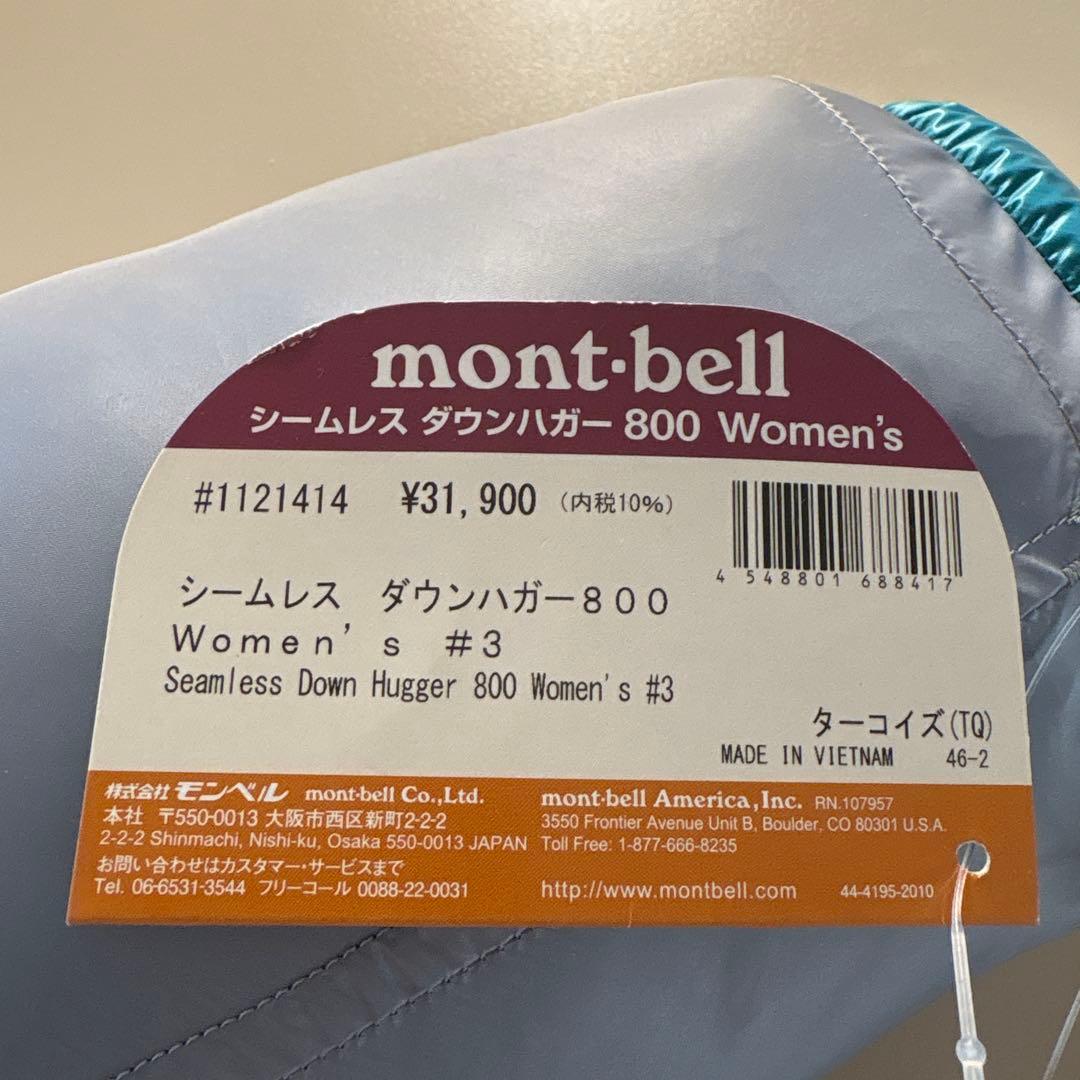 mont·bell
シームレス ダウンハガー 800 Women's
#1121414 ¥31,900 (内税10%)
4 548801 688417
シームレス ダウンハガー800
Women's #3
Seamless Down Hugger 800 Women's #3
ターコイズ(TQ)
MADE IN VIETNAM 46-2
株式会社 モンベル mont-bell Co.,Ltd.
本社 〒550-0013 大阪市西区新町2-2-2
2-2-2 Shinmachi, Nishi-ku, Osaka 550-0013 JAPAN
お問い合わせはカスタマー・サービスまで
Tel. 06-6531-3544 フリーコール 0088-22-0031
mont-bell America, Inc. RN.107957
3550 Frontier Avenue Unit B, Boulder, CO 80301 U.S.A.
Toll Free: 1-877-666-8235
http://www.montbell.com 44-4195-2010